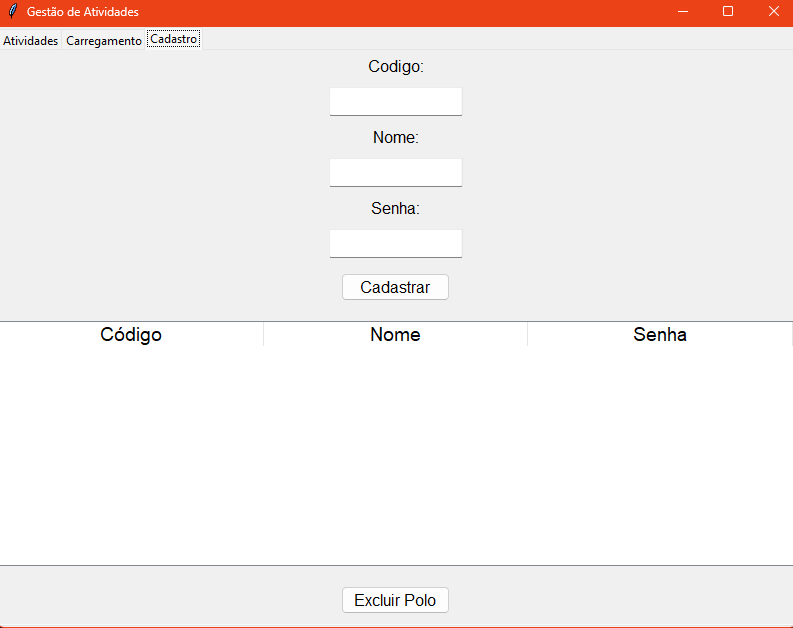 Gestão de Atividades
Atividades Carregamento Cadastro
Codigo:
Nome:
Senha:
Cadastrar
Código Nome Senha
Excluir Polo